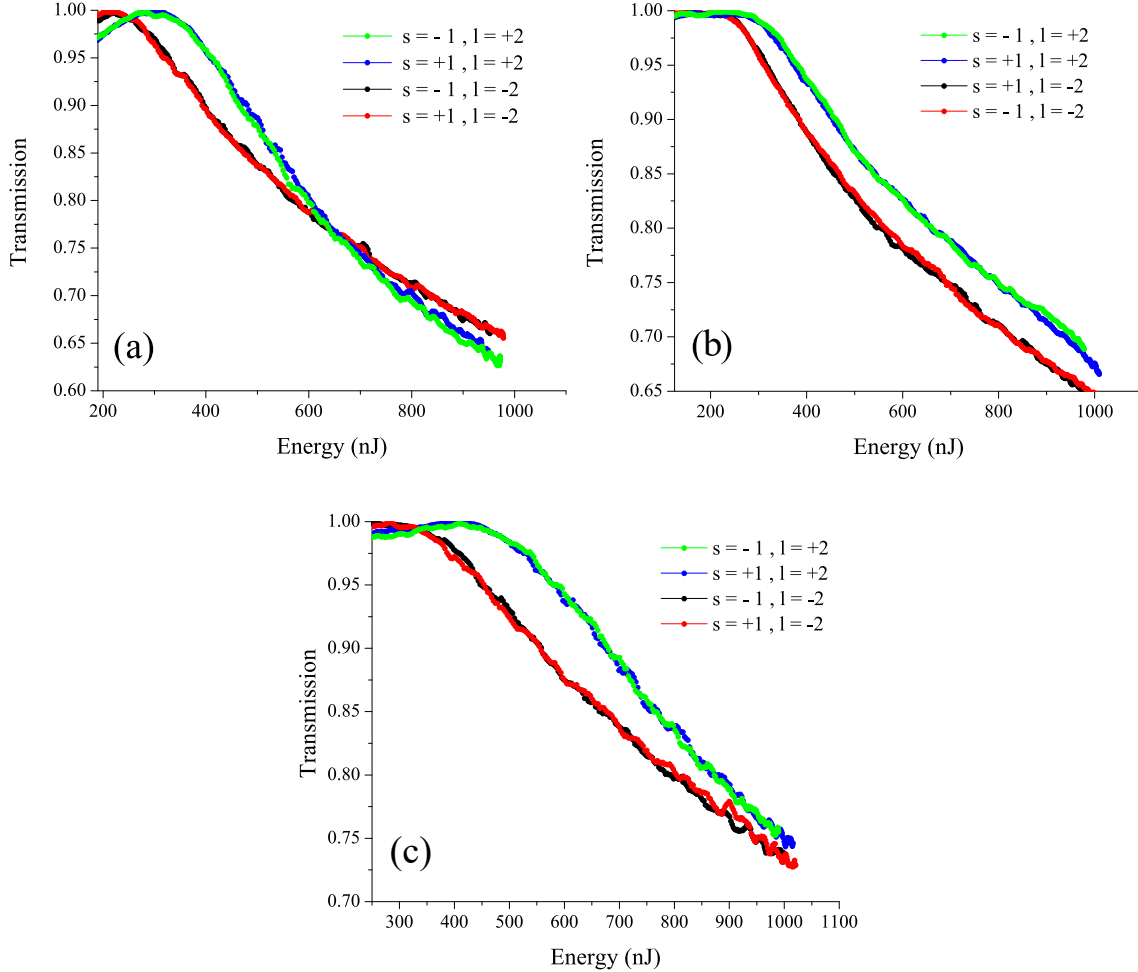 1.00
0.95
0.90
0.85
0.80
0.75
0.70
0.65
0.60
Transmission
200
400
600
800
1000
Energy (nJ)
s = - 1 , l = +2
s = +1 , l = +2
s = - 1 , l = -2
s = +1 , l = -2
(a)
1.00
0.95
0.90
0.85
0.80
0.75
0.70
0.65
Transmission
200
400
600
800
1000
Energy (nJ)
s = - 1 , l = +2
s = +1 , l = +2
s = +1 , l = -2
s = - 1 , l = -2
(b)
1.00
0.95
0.90
0.85
0.80
0.75
0.70
Transmission
300
400
500
600
700
800
900
1000
1100
Energy (nJ)
s = - 1 , l = +2
s = +1 , l = +2
s = - 1 , l = -2
s = +1 , l = -2
(c)